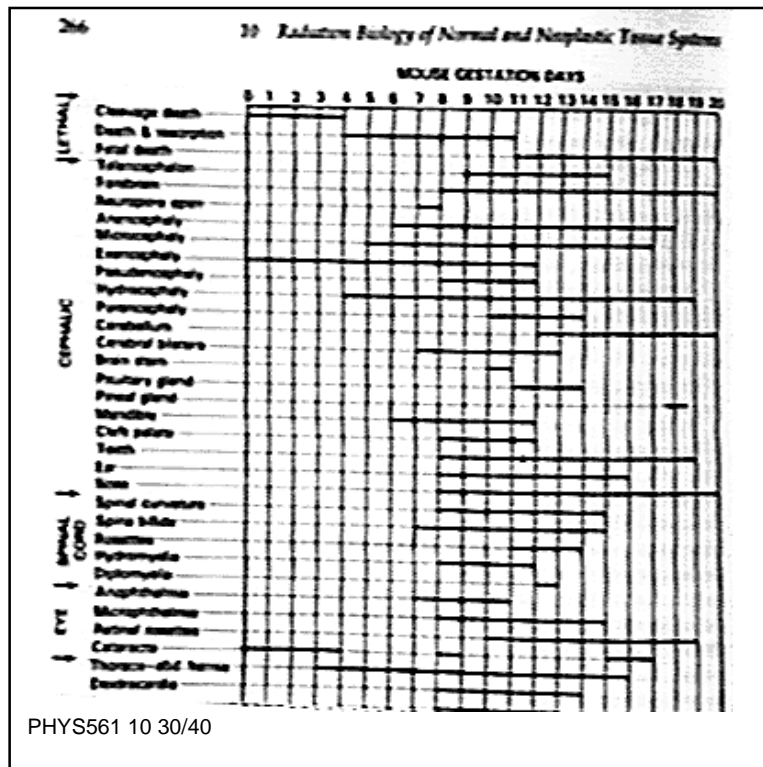 266
10 Radiation Biology of Normal and Neoplastic Tissue Systems
MOUSE GESTATION DAYS
0 1 2 3 4 5 6 7 8 9 10 11 12 13 14 15 16 17 18 19 20
LETHAL
Cleavage death
Death & resorption
Fetal death
CEPHALIC
Telencephalon
Forebrain
Neuropore open
Anencephaly
Microcephaly
Exencephaly
Pseudencephaly
Hydrocephaly
Porencephaly
Cerebellum
Cerebral
Brain stem
Pituitary gland
Pineal gland
Mandible
Cleft palate
Teeth
Ear
Nose
SPINAL CORD
Spinal curvature
Spina bifida
Rosettes
Hydromyelia
Diplomyelia
EYE
Anophthalmia
Microphthalmia
Retinal rosettes
Cataracts
Thoraco-abd hernia
Dextrocardia
PHYS561 10 30/40